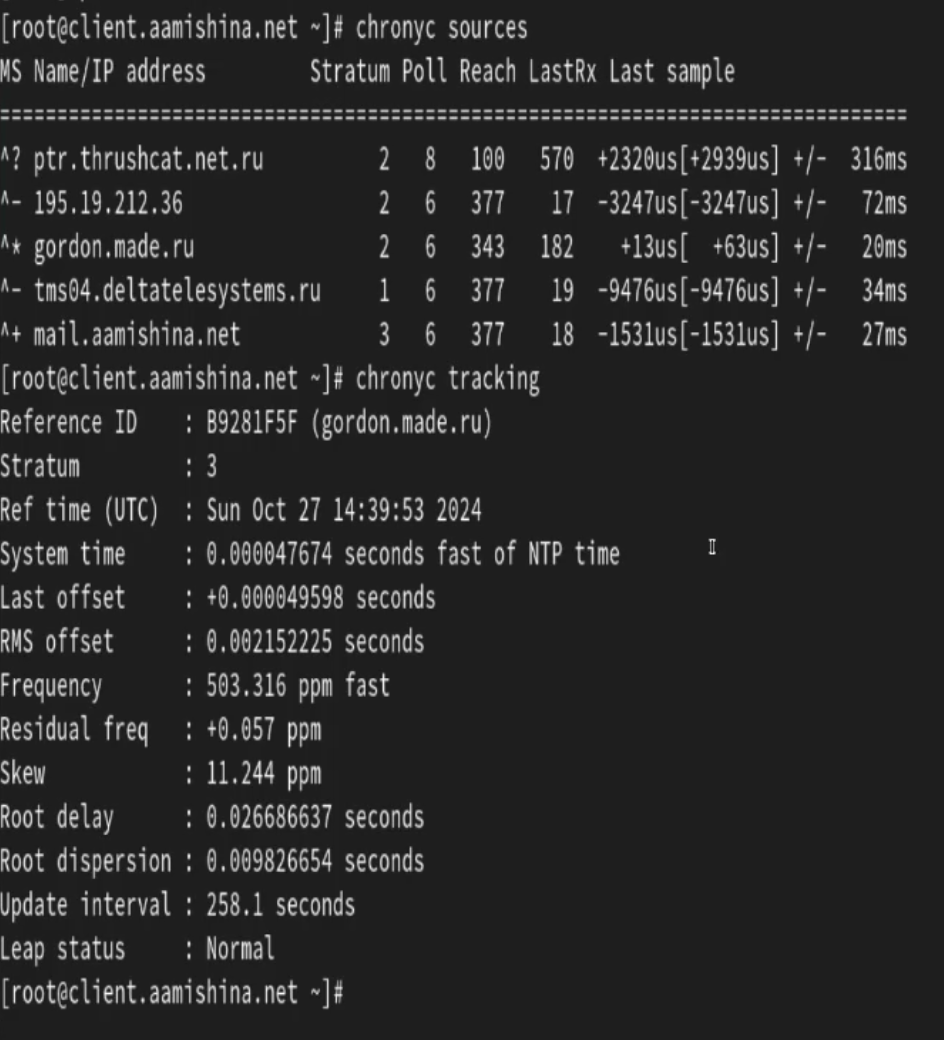 [root@client.aamishina.net ~]# chronyc sources
MS Name/IP address         Stratum Poll Reach LastRx Last sample
===============================================================================
^? ptr.thrushcat.net.ru          2   8   100   570  +2320us[+2939us] +/-  316ms
^- 195.19.212.36                 2   6   377    17  -3247us[-3247us] +/-   72ms
^* gordon.made.ru                2   6   343   182    +13us[  +63us] +/-   20ms
^- tms04.deltatelesystems.ru     1   6   377    19  -9476us[-9476us] +/-   34ms
^+ mail.aamishina.net            3   6   377    18  -1531us[-1531us] +/-   27ms
[root@client.aamishina.net ~]# chronyc tracking
Reference ID    : B9281F5F (gordon.made.ru)
Stratum         : 3
Ref time (UTC)  : Sun Oct 27 14:39:53 2024
System time     : 0.000047674 seconds fast of NTP time
Last offset     : +0.000049598 seconds
RMS offset      : 0.002152225 seconds
Frequency       : 503.316 ppm fast
Residual freq   : +0.057 ppm
Skew            : 11.244 ppm
Root delay      : 0.026686637 seconds
Root dispersion : 0.009826654 seconds
Update interval : 258.1 seconds
Leap status     : Normal
[root@client.aamishina.net ~]#